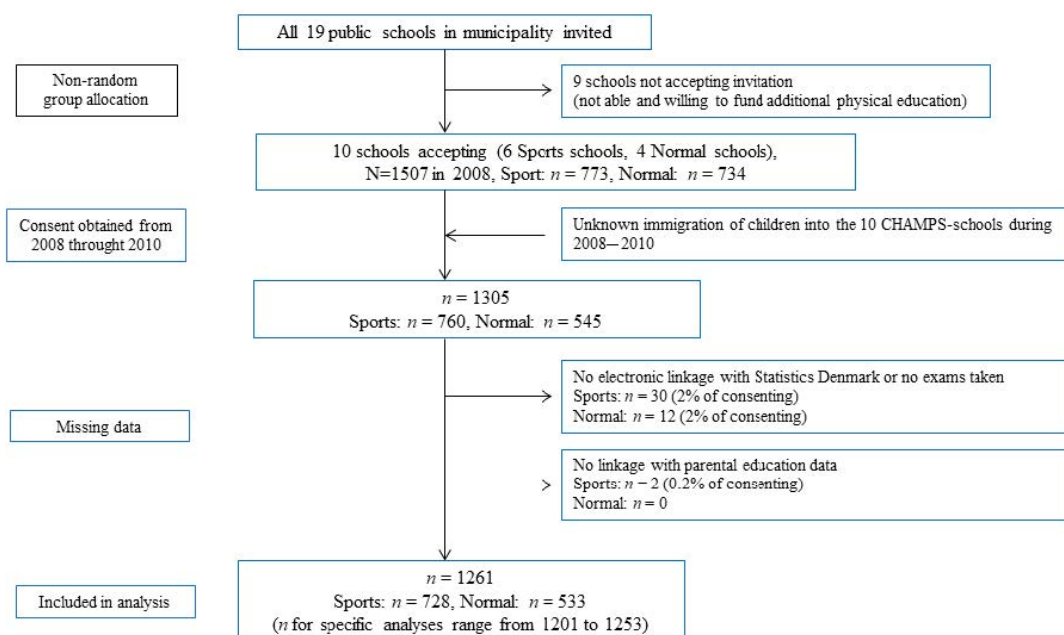 All 19 public schools in municipality invited
Non-random
group allocation
9 schools not accepting invitation
(not able and willing to fund additional physical education)
10 schools accepting (6 Sports schools, 4 Normal schools),
N=1507 in 2008, Sport: n = 773, Normal: n = 734
Consent obtained from
2008 throught 2010
Unknown immigration of children into the 10 CHAMPS-schools during
2008—2010
n = 1305
Sports: n = 760, Normal: n = 545
No electronic linkage with Statistics Denmark or no exams taken
Sports: n = 30 (2% of consenting)
Normal: n = 12 (2% of consenting)
Missing data
No linkage with parental education data
Sports: n = 2 (0.2% of consenting)
Normal: n = 0
Included in analysis
n = 1261
Sports: n = 728, Normal: n = 533
(n for specific analyses range from 1201 to 1253)